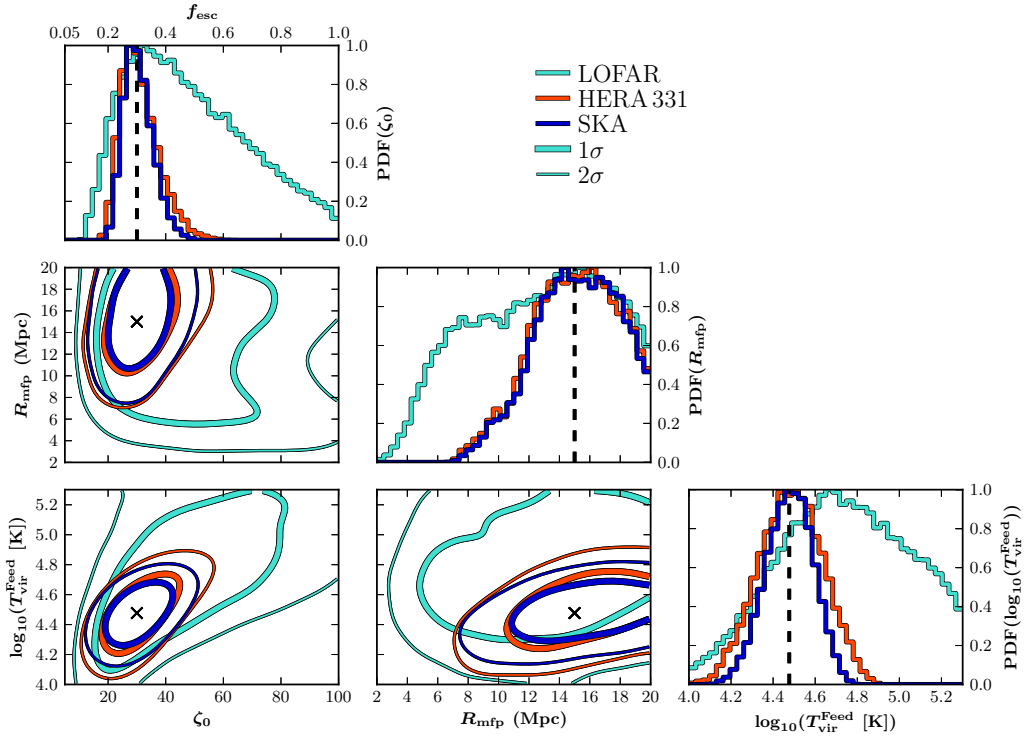 f_esc
0.05 0.2 0.4 0.6 0.8 1.0
1.0
0.8
0.6
0.4
0.2
0.0
PDF(ζ₀)
LOFAR
HERA 331
SKA
1σ
2σ
20
18
16
14
12
10
8
6
4
2
R_mfp (Mpc)
1.0
0.8
0.6
0.4
0.2
0.0
PDF(R_mfp)
5.2
5.0
4.8
4.6
4.4
4.2
4.0
log₁₀(T_vir^Feed [K])
20 40 60 80 100
ζ₀
2 4 6 8 10 12 14 16 18 20
R_mfp (Mpc)
1.0
0.8
0.6
0.4
0.2
0.0
PDF(log₁₀(T_vir^Feed))
4.0 4.2 4.4 4.6 4.8 5.0 5.2
log₁₀(T_vir^Feed [K])